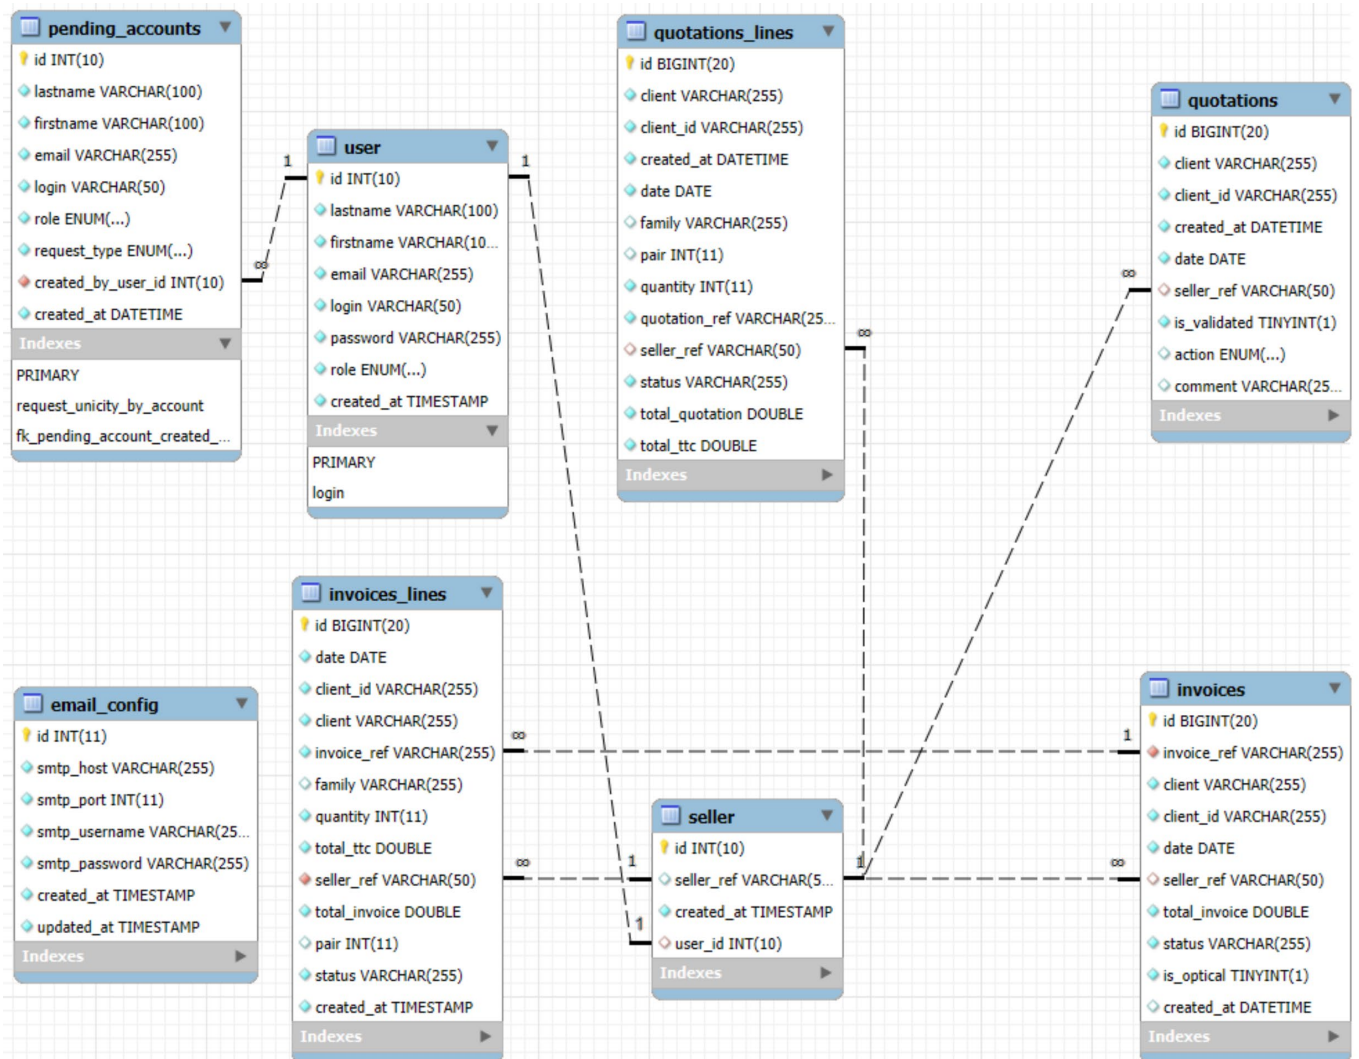 pending_accounts
id INT(10)
lastname VARCHAR(100)
firstname VARCHAR(100)
email VARCHAR(255)
login VARCHAR(50)
role ENUM(...)
request_type ENUM(...)
created_by_user_id INT(10)
created_at DATETIME
Indexes
PRIMARY
request_unicity_by_account
fk_pending_account_created_...
1
∞
user
id INT(10)
lastname VARCHAR(100)
firstname VARCHAR(10...
email VARCHAR(255)
login VARCHAR(50)
password VARCHAR(255)
role ENUM(...)
created_at TIMESTAMP
Indexes
PRIMARY
login
1
quotations_lines
id BIGINT(20)
client VARCHAR(255)
client_id VARCHAR(255)
created_at DATETIME
date DATE
family VARCHAR(255)
pair INT(11)
quantity INT(11)
quotation_ref VARCHAR(25...
seller_ref VARCHAR(50)
status VARCHAR(255)
total_quotation DOUBLE
total_ttc DOUBLE
Indexes
∞
quotations
id BIGINT(20)
client VARCHAR(255)
client_id VARCHAR(255)
created_at DATETIME
date DATE
seller_ref VARCHAR(50)
is_validated TINYINT(1)
action ENUM(...)
comment VARCHAR(25...
Indexes
∞
email_config
id INT(11)
smtp_host VARCHAR(255)
smtp_port INT(11)
smtp_username VARCHAR(25...
smtp_password VARCHAR(255)
created_at TIMESTAMP
updated_at TIMESTAMP
Indexes
invoices_lines
id BIGINT(20)
date DATE
client_id VARCHAR(255)
client VARCHAR(255)
invoice_ref VARCHAR(255)
family VARCHAR(255)
quantity INT(11)
total_ttc DOUBLE
seller_ref VARCHAR(50)
total_invoice DOUBLE
pair INT(11)
status VARCHAR(255)
created_at TIMESTAMP
Indexes
∞
1
∞
1
1
seller
id INT(10)
seller_ref VARCHAR(5...
created_at TIMESTAMP
user_id INT(10)
Indexes
1
∞
invoices
id BIGINT(20)
invoice_ref VARCHAR(255)
client VARCHAR(255)
client_id VARCHAR(255)
date DATE
seller_ref VARCHAR(50)
total_invoice DOUBLE
status VARCHAR(255)
is_optical TINYINT(1)
created_at DATETIME
Indexes